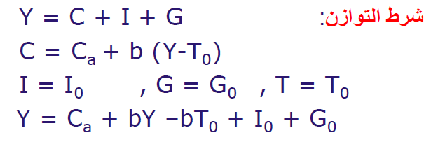 شرط التوازن: Y = C + I + G
C = Ca + b (Y-T0)
I = I0 , G = G0 , T = T0
Y = Ca + bY –bT0 + I0 + G0